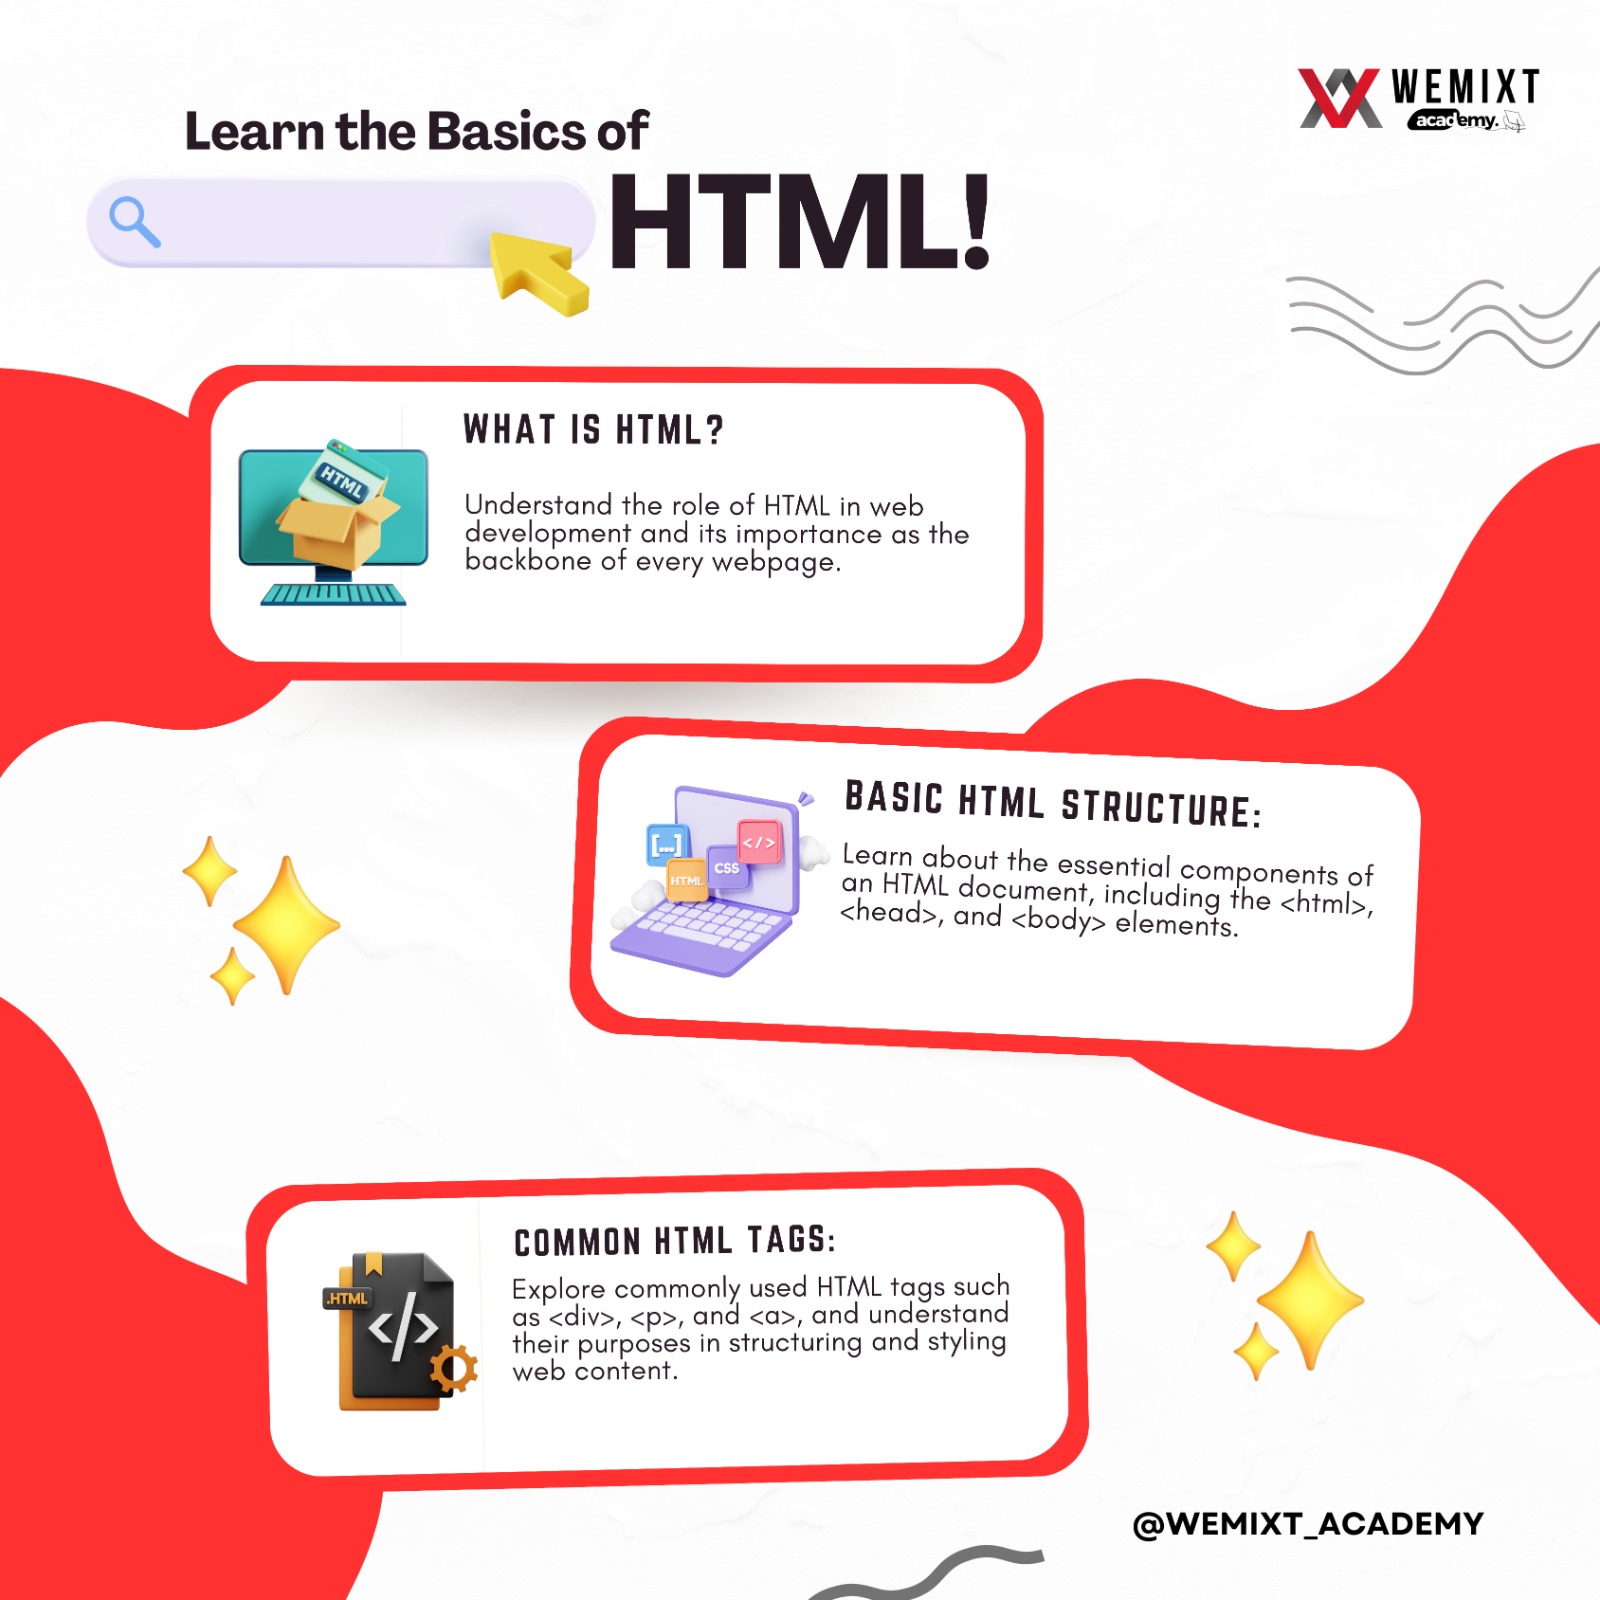 WEMIXT
academy.
Learn the Basics of
HTML!
WHAT IS HTML?
HTML
Understand the role of HTML in web
development and its importance as the
backbone of every webpage.
BASIC HTML STRUCTURE:
[...]
</>
CSS
HTML
Learn about the essential components of
an HTML document, including the <html>,
<head>, and <body> elements.
COMMON HTML TAGS:
.HTML
</>
Explore commonly used HTML tags such
as <div>, <p>, and <a>, and understand
their purposes in structuring and styling
web content.
@WEMIXT_ACADEMY